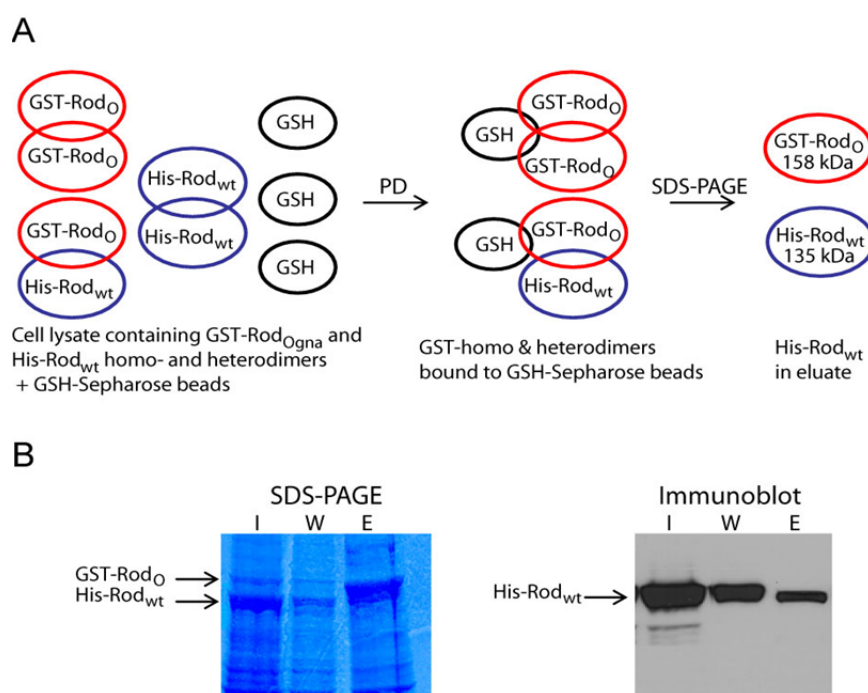 A
GST-RodO
GST-RodO
GST-RodO
His-Rodwt
His-Rodwt
His-Rodwt
GSH
GSH
GSH
PD
GSH
GST-RodO
GST-RodO
GSH
GST-RodO
His-Rodwt
SDS-PAGE
GST-RodO
158 kDa
His-Rodwt
135 kDa
Cell lysate containing GST-RodOgna and
His-Rodwt homo- and heterodimers
+ GSH-Sepharose beads
GST-homo & heterodimers
bound to GSH-Sepharose beads
His-Rodwt
in eluate
B
SDS-PAGE
I W E
GST-RodO
His-Rodwt
Immunoblot
I W E
His-Rodwt